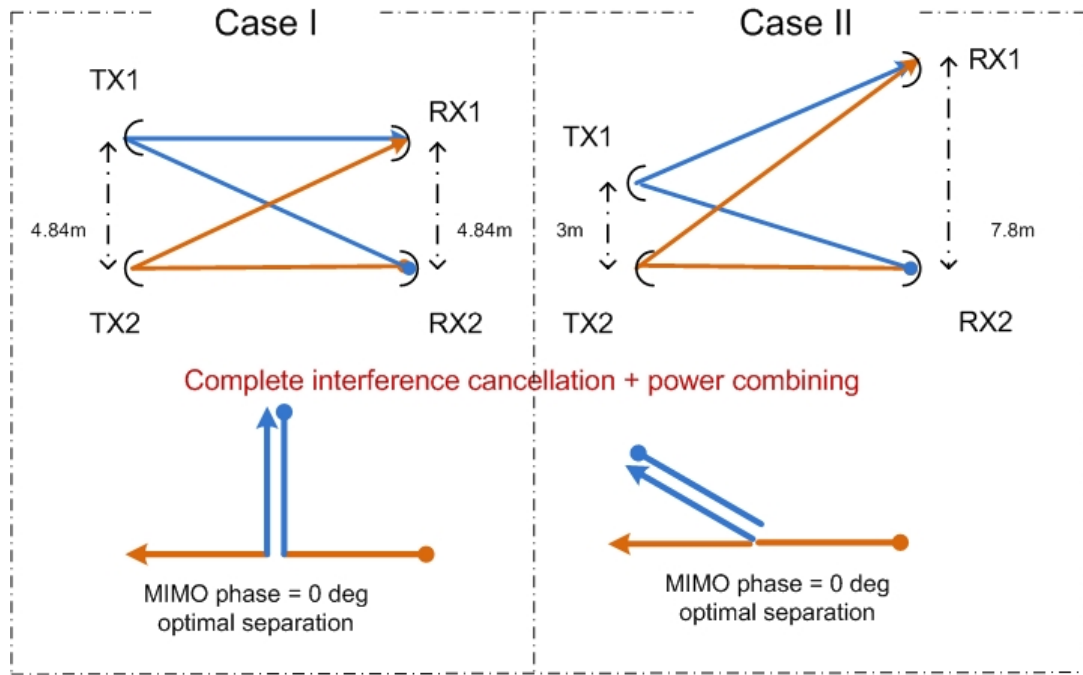 Case I
TX1
RX1
4.84m
4.84m
TX2
RX2
Case II
RX1
TX1
3m
7.8m
TX2
RX2
Complete interference cancellation + power combining
MIMO phase = 0 deg
optimal separation
MIMO phase = 0 deg
optimal separation